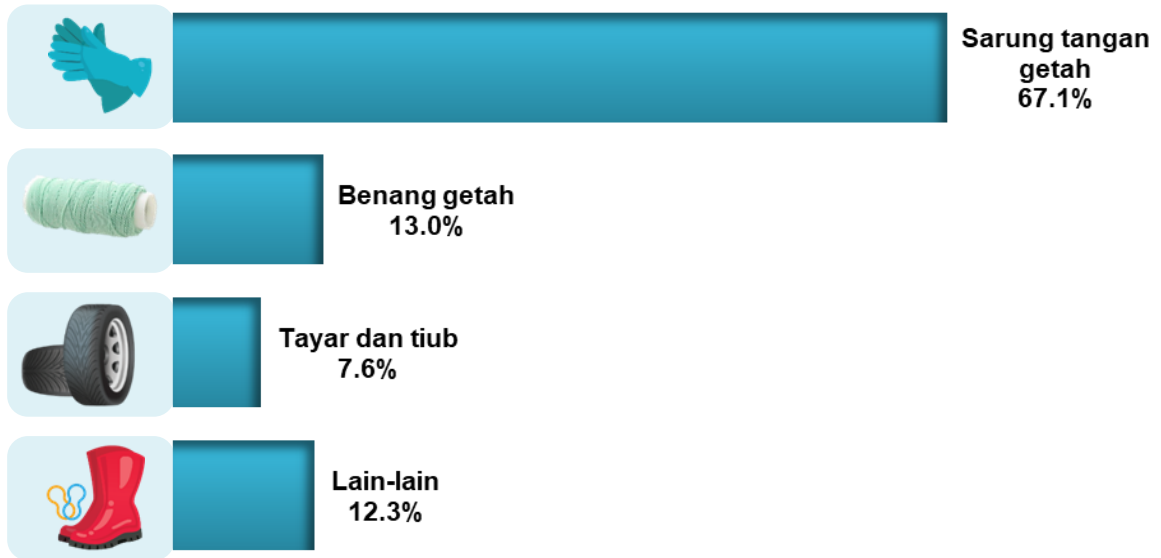 Sarung tangan
getah
67.1%
Benang getah
13.0%
Tayar dan tiub
7.6%
Lain-lain
12.3%